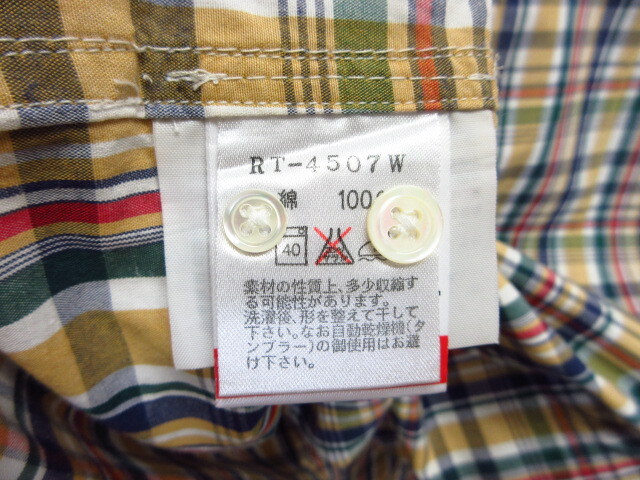 RT-4507W
綿 100
40
素材の性質上、多少収縮す
る可能性があります。
洗濯後、形を整えて干して
下さい。なお自動乾燥機(タ
ンブラー)の御使用はお避
け下さい。